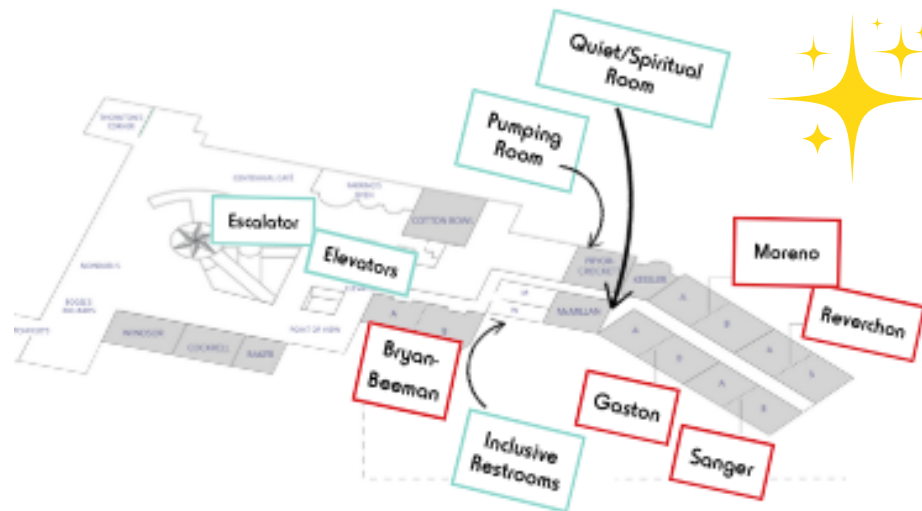 Quiet/Spiritual
Room
Pumping
Room
CENTENNIAL CAFÉ
COTTON BOWL
Escalator
Elevators
Moreno
Reverchon
KESSLER
McMILLAN
A
B
A
B
A
B
A
B
A
B
M
W
WINDSOR
COCKRELL
BAKER
POINT OF VIEW
Bryan-
Beeman
Gaston
Sanger
Inclusive
Restrooms